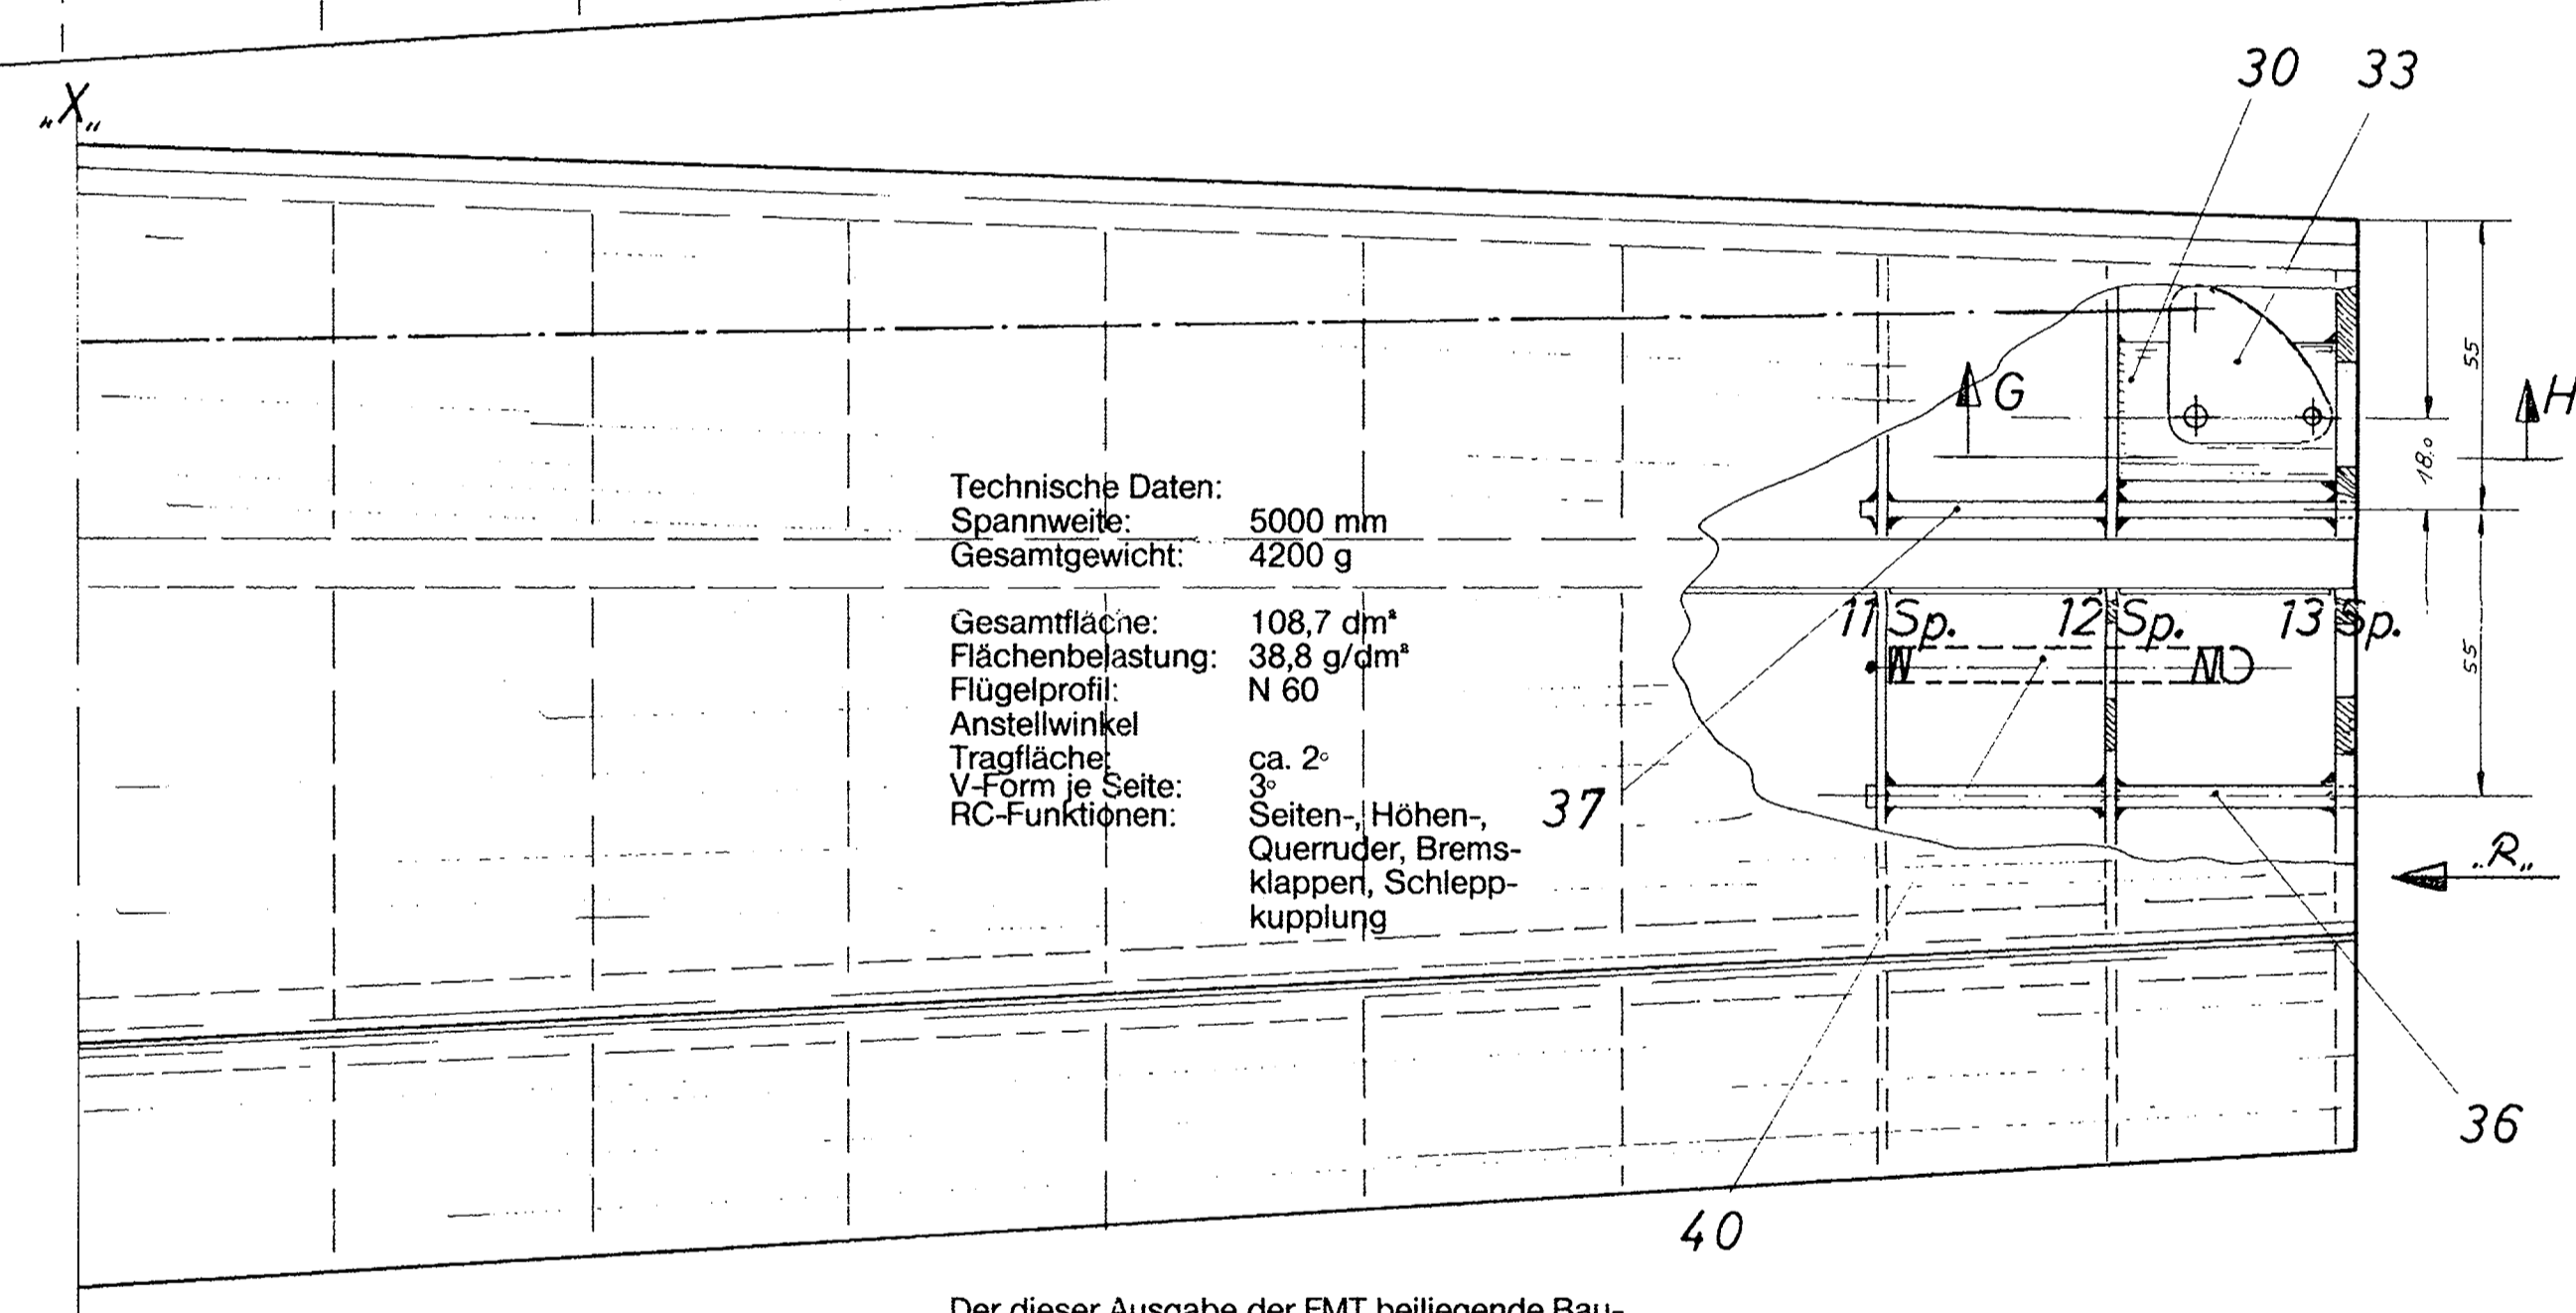 30 33
„X„
G
H
55
18.0
Technische Daten:
Spannweite: 5000 mm
Gesamtgewicht: 4200 g
Gesamtfläche: 108,7 dm²
Flächenbelastung: 38,8 g/dm²
Flügelprofil: N 60
Anstellwinkel
Tragfläche: ca. 2°
V-Form je Seite: 3°
RC-Funktionen: Seiten-, Höhen-,
Querruder, Brems-
klappen, Schlepp-
kupplung
11 Sp. 12 Sp. 13 Sp.
55
37
„R„
36
40
Der dieser Ausgabe der FMT beiliegende Bau-